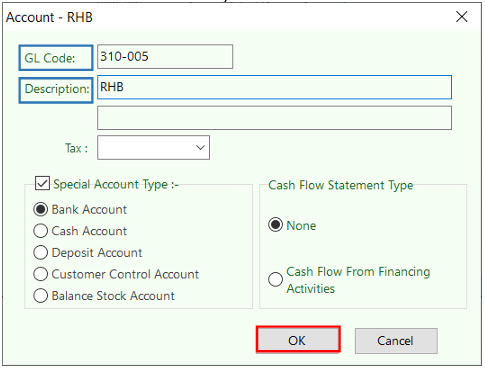 Account - RHB
GL Code: 310-005
Description: RHB
Tax :
Special Account Type :-
Bank Account
Cash Account
Deposit Account
Customer Control Account
Balance Stock Account
Cash Flow Statement Type
None
Cash Flow From Financing
Activities
OK Cancel